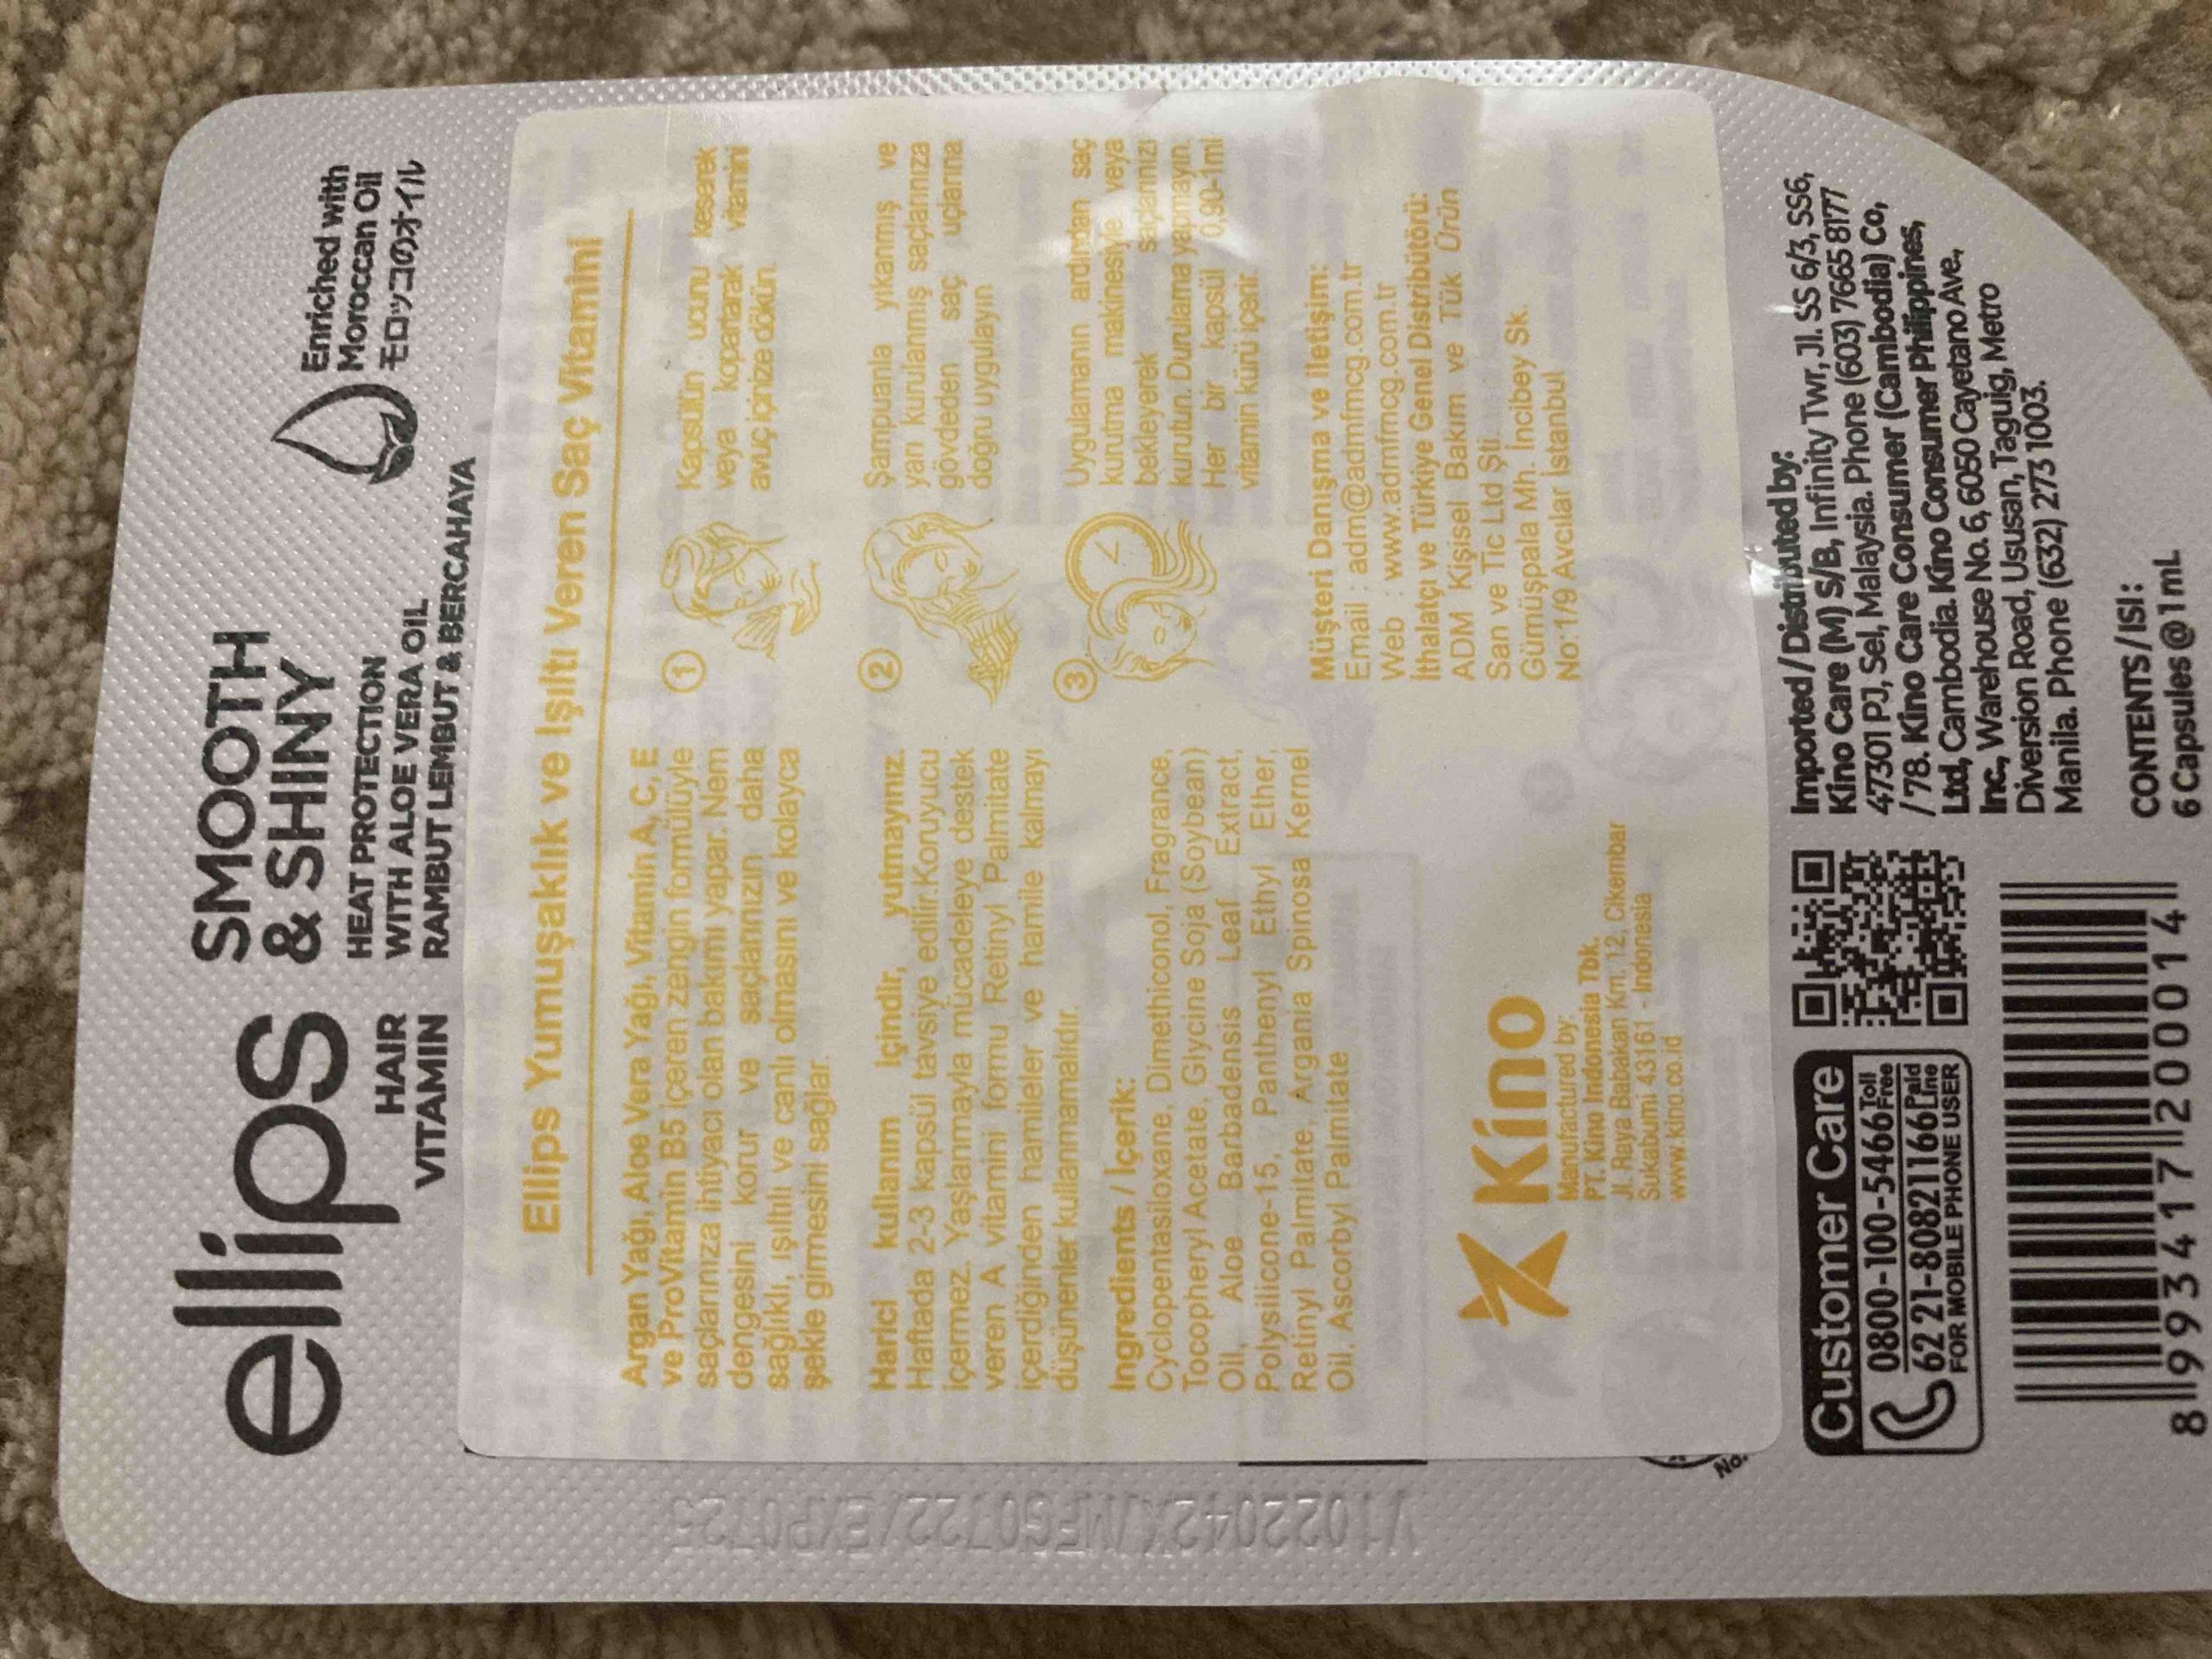 ellips
HAIR
VITAMIN
SMOOTH
& SHINY
HEAT PROTECTION
WITH ALOE VERA OIL
RAMBUT LEMBUT & BERCAHAYA
Enriched with
Moroccan Oil
モロッコのオイル
Ellips Yumuşaklık ve Işıltı Veren Saç Vitamini
Argan Yağı, Aloe Vera Yağı, Vitamin A, C, E
ve ProVitamin B5 içeren zengin formülüyle
saçlarınıza ihtiyacı olan bakımı yapar. Nem
dengesini korur ve saçlarınızın daha
sağlıklı, ışıltılı ve canlı olmasını ve kolayca
şekle girmesini sağlar.
Harici kullanım içindir, yutmayınız.
Haftada 2-3 kapsül tavsiye edilir.Koruyucu
içermez. Yaşlanmayla mücadeleye destek
veren A vitamini formu Retinyl Palmitate
içerdiğinden hamileler ve hamile kalmayı
düşünenler kullanmamalıdır.
Ingredients / İçerik:
Cyclopentasiloxane, Dimethiconol, Fragrance,
Tocopheryl Acetate, Glycine Soja (Soybean)
Oil, Aloe Barbadensis Leaf Extract,
Polysilicone-15, Panthenyl Ethyl Ether,
Retinyl Palmitate, Argania Spinosa Kernel
Oil, Ascorbyl Palmitate
Kino
Manufactured by:
PT. Kino Indonesia Tbk.
Jl. Raya Babakan Km. 12, Cikembar
Sukabumi 43161 - Indonesia
www.kino.co.id
1
Kapsülün ucunu keserek
veya kopartarak vitamini
avuç içinize dökün.
2
Şampuanla yıkanmış ve
yarı kurulanmış saçlarınıza
gövdeden saç uçlarına
doğru uygulayın
3
Uygulamanın ardından saç
kurutma makinesiyle veya
bekleyerek saçlarınızı
kurutun. Durulama yapmayın.
Her bir kapsül 0,90-1ml
vitamin kürü içerir.
Müşteri Danışma ve İletişim:
Email : adm@admfmcg.com.tr
Web : www.admfmcg.com.tr
İthalatçı ve Türkiye Genel Distribütörü:
ADM Kişisel Bakım ve Tük Ürün
San ve Tic Ltd Şti.
Gümüşpala Mh. İncibey Sk.
No:1/9 Avcılar İstanbul
No.
V1022042X/MFG0722/EXP0725
Customer Care
0800-100-5466 Toll Free
62 21-80821166 Paid Line
FOR MOBILE PHONE USER
Imported / Distributed by:
Kino Care (M) S/B, Infinity Twr, Jl. SS 6/3, SS6,
47301 PJ, Sel, Malaysia. Phone (603) 7665 8177
/ 78. Kino Care Consumer (Cambodia) Co,
Ltd, Cambodia. Kino Consumer Philippines,
Inc., Warehouse No. 6, 6050 Cayetano Ave,
Diversion Road, Ususan, Taguig, Metro
Manila. Phone (632) 273 1003.
CONTENTS/ISI:
6 Capsules @ 1 mL
8 993417 200014